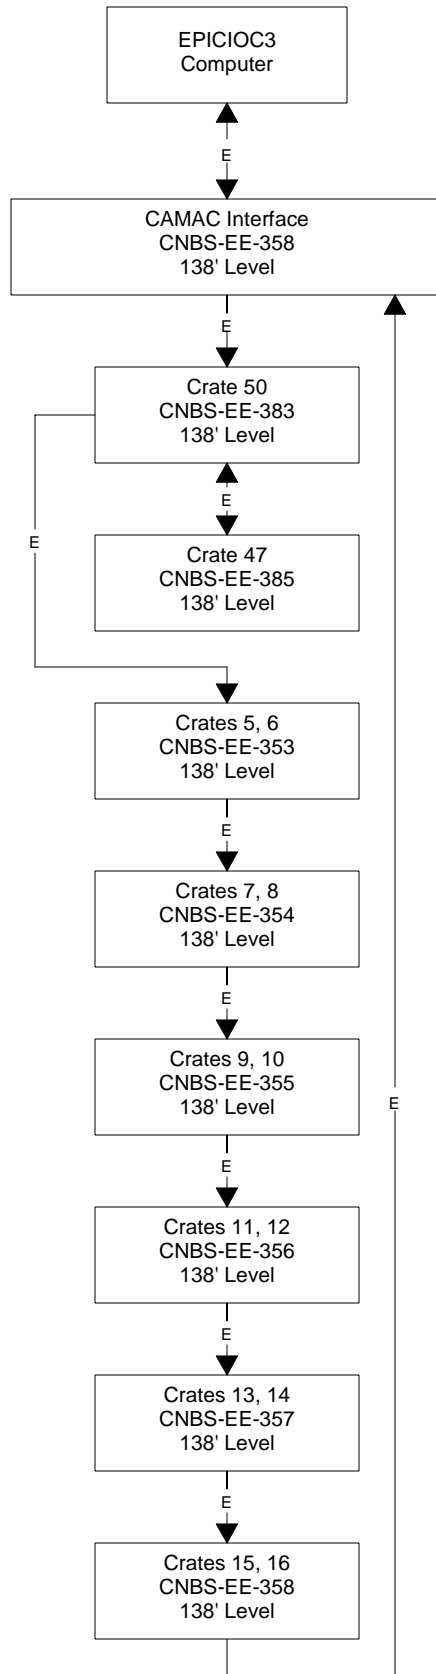 EPICIOC3
Computer
E
CAMAC Interface
CNBS-EE-358
138' Level
E
Crate 50
CNBS-EE-383
138' Level
E
E
Crate 47
CNBS-EE-385
138' Level
Crates 5, 6
CNBS-EE-353
138' Level
E
Crates 7, 8
CNBS-EE-354
138' Level
E
Crates 9, 10
CNBS-EE-355
138' Level
E
E
Crates 11, 12
CNBS-EE-356
138' Level
E
Crates 13, 14
CNBS-EE-357
138' Level
E
Crates 15, 16
CNBS-EE-358
138' Level